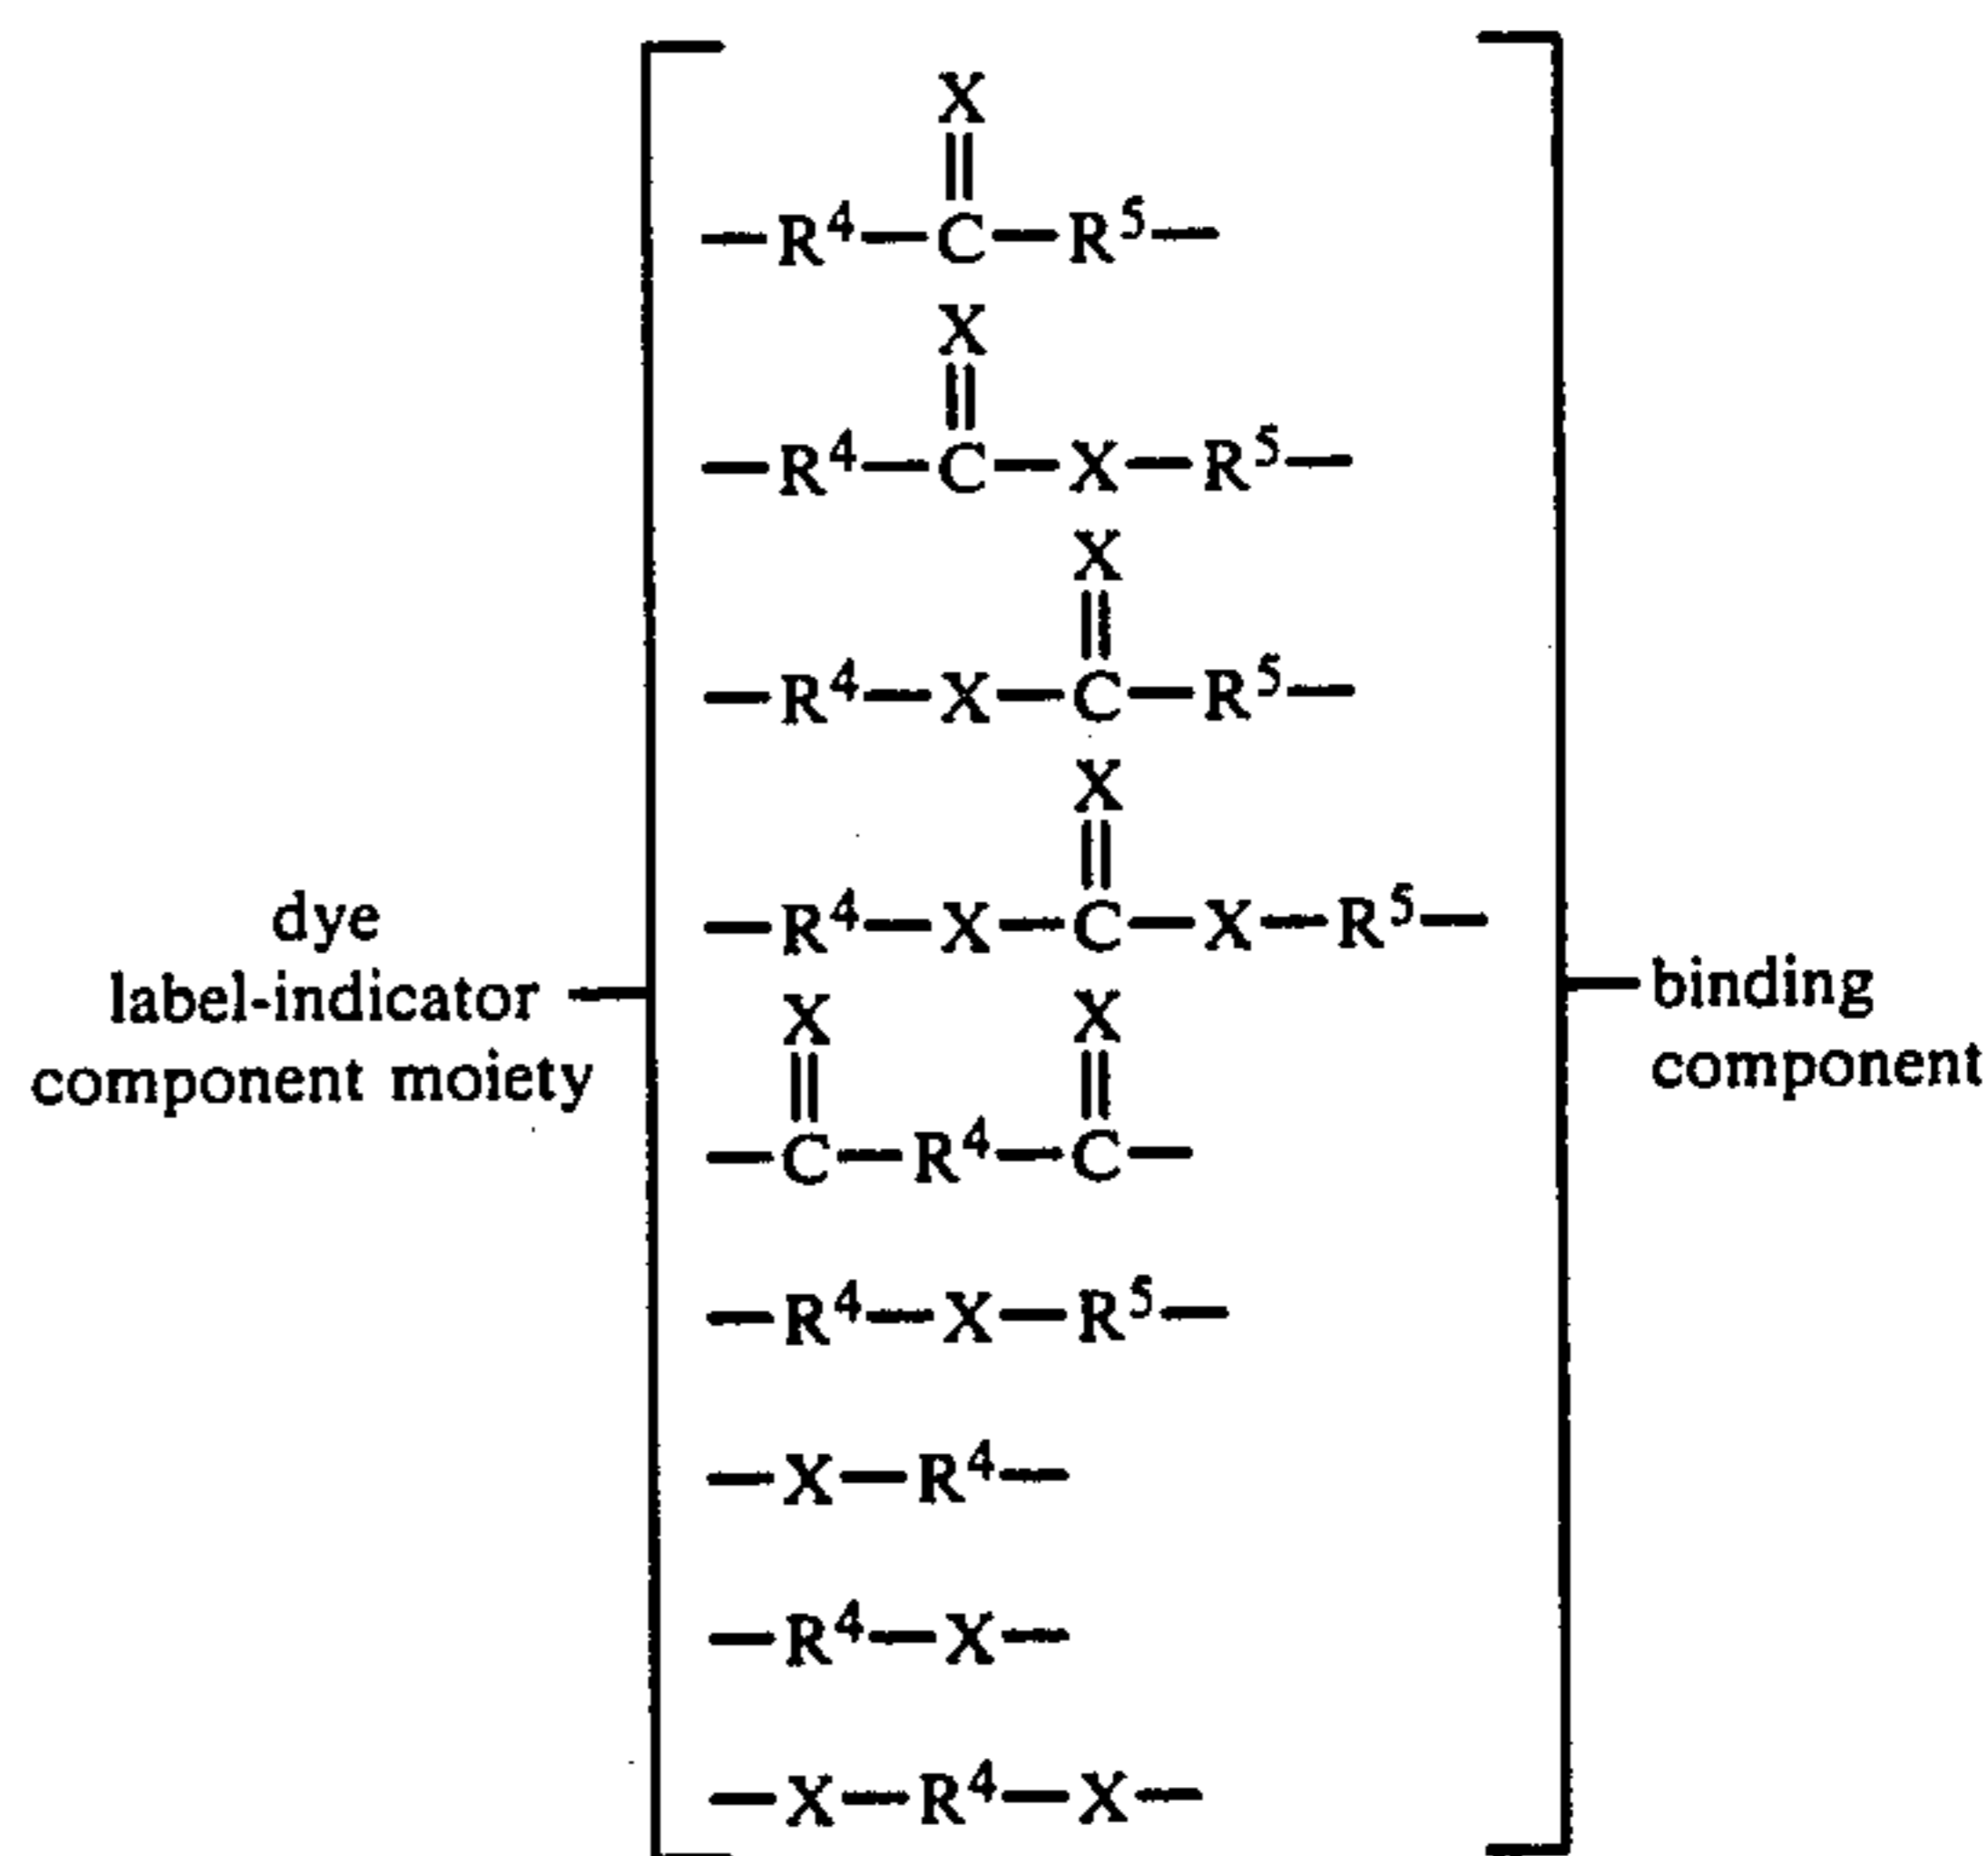 X
—R⁴—C—R⁵—
X
—R⁴—C—X—R⁵—
X
—R⁴—X—C—R⁵—
X
—R⁴—X—C—X—R⁵—
X X
—C—R⁴—C—
—R⁴—X—R⁵—
—X—R⁴—
—R⁴—X—
—X—R⁴—X—
dye
label-indicator
component moiety
binding
component